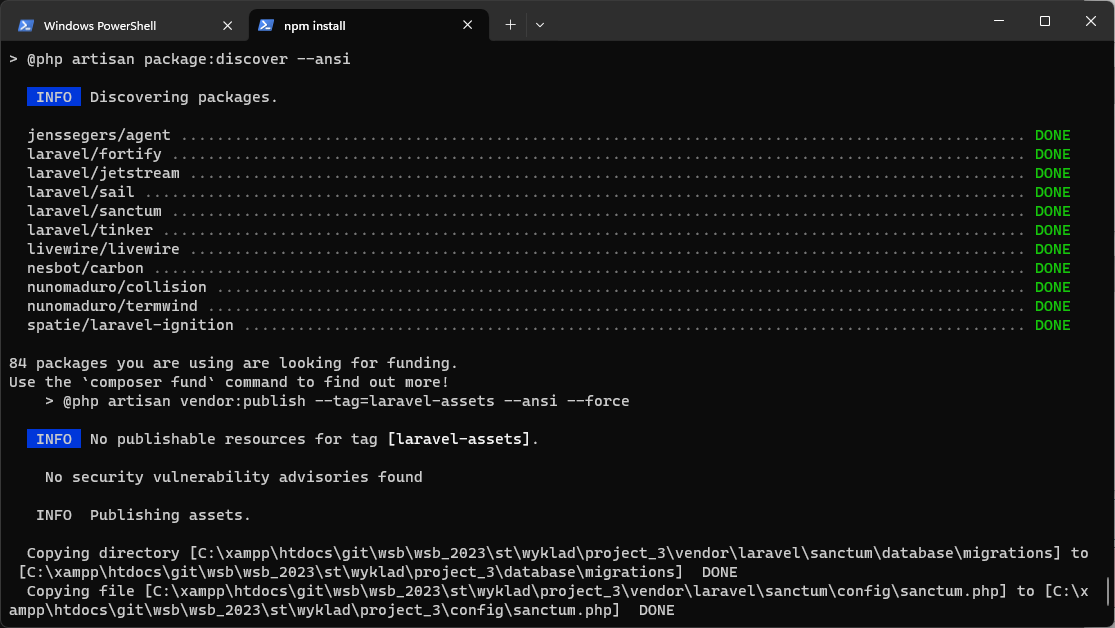 Windows PowerShell
npm install
> @php artisan package:discover --ansi
INFO Discovering packages.
jenssegers/agent ............................................................................................. DONE
laravel/fortify .............................................................................................. DONE
laravel/jetstream ............................................................................................ DONE
laravel/sail ................................................................................................. DONE
laravel/sanctum .............................................................................................. DONE
laravel/tinker ............................................................................................... DONE
livewire/livewire ............................................................................................ DONE
nesbot/carbon ................................................................................................ DONE
nunomaduro/collision ......................................................................................... DONE
nunomaduro/termwind .......................................................................................... DONE
spatie/laravel-ignition ...................................................................................... DONE
84 packages you are using are looking for funding.
Use the `composer fund` command to find out more!
> @php artisan vendor:publish --tag=laravel-assets --ansi --force
INFO No publishable resources for tag [laravel-assets].
No security vulnerability advisories found
INFO Publishing assets.
Copying directory [C:\xampp\htdocs\git\wsb\wsb_2023\st\wyklad\project_3\vendor\laravel\sanctum\database\migrations] to
[C:\xampp\htdocs\git\wsb\wsb_2023\st\wyklad\project_3\database\migrations] DONE
Copying file [C:\xampp\htdocs\git\wsb\wsb_2023\st\wyklad\project_3\vendor\laravel\sanctum\config\sanctum.php] to [C:\x
ampp\htdocs\git\wsb\wsb_2023\st\wyklad\project_3\config\sanctum.php] DONE